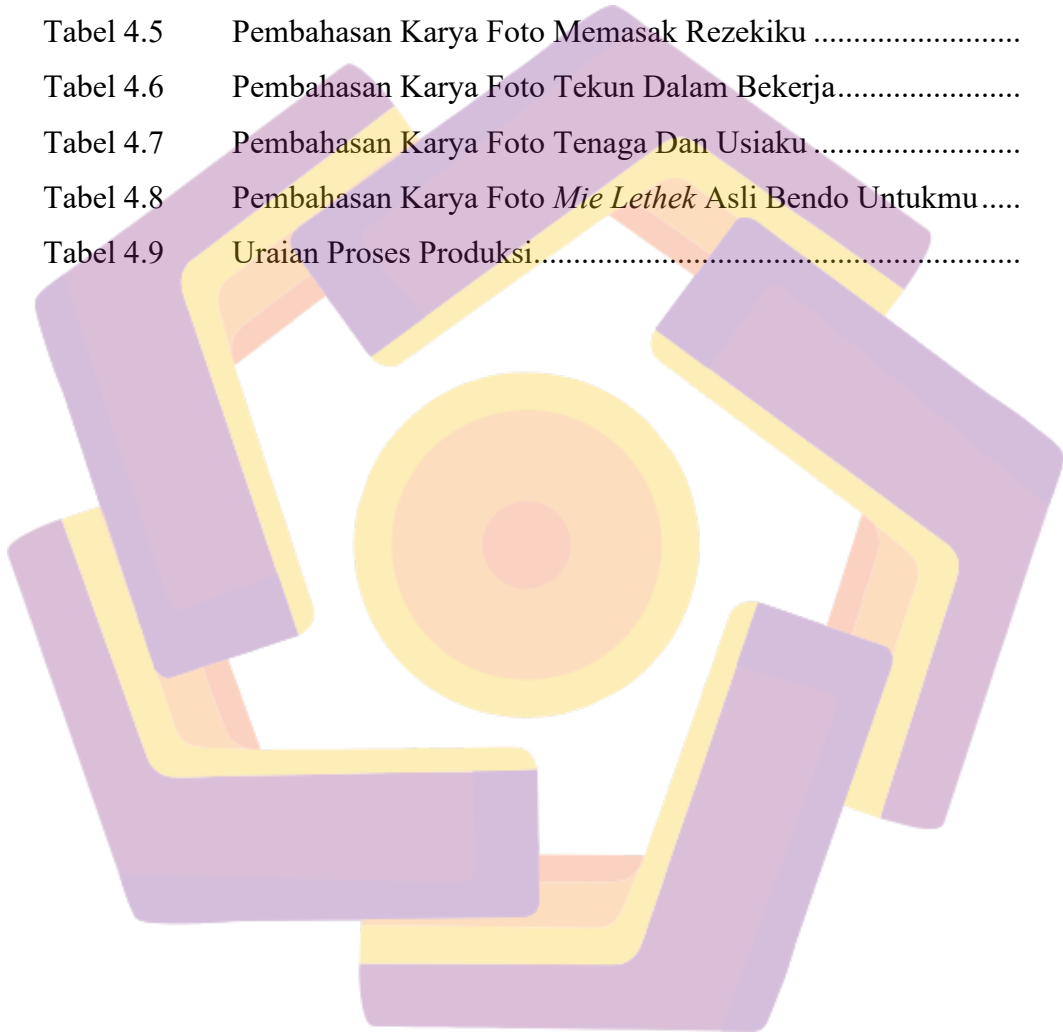 Tabel 4.5 Pembahasan Karya Foto Memasak Rezekiku ..........................
Tabel 4.6 Pembahasan Karya Foto Tekun Dalam Bekerja.......................
Tabel 4.7 Pembahasan Karya Foto Tenaga Dan Usiaku ..........................
Tabel 4.8 Pembahasan Karya Foto Mie Lethek Asli Bendo Untukmu.....
Tabel 4.9 Uraian Proses Produksi.............................................................